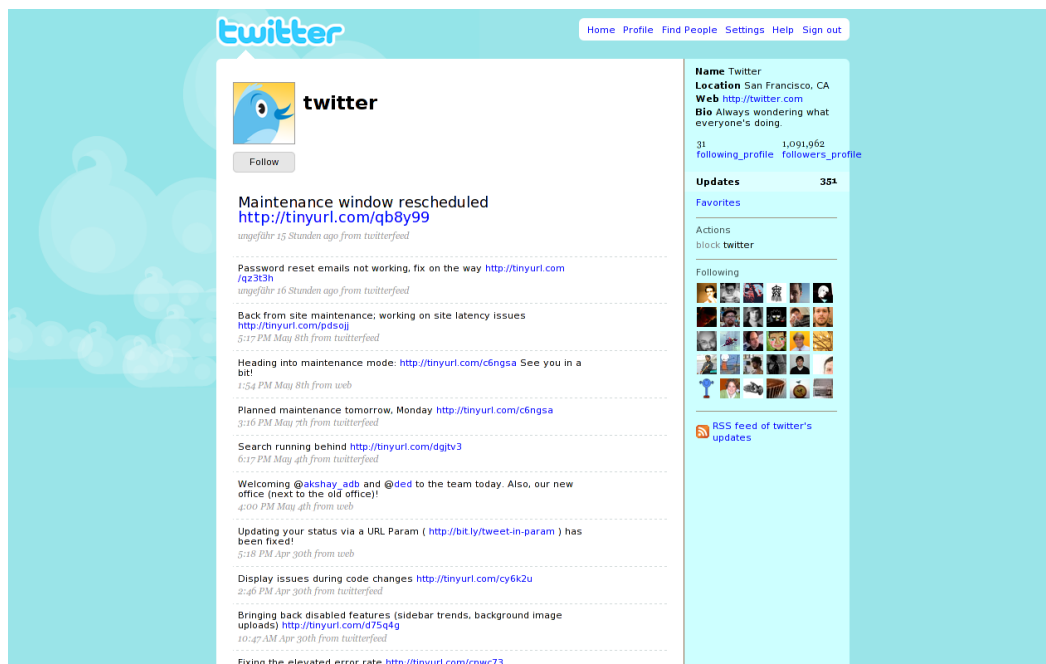 twitter
Home Profile Find People Settings Help Sign out
twitter
Follow
Maintenance window rescheduled
http://tinyurl.com/qb8y99
ungefähr 15 Stunden ago from twitterfeed
Password reset emails not working, fix on the way http://tinyurl.com
/qz3t3h
ungefähr 16 Stunden ago from twitterfeed
Back from site maintenance; working on site latency issues
http://tinyurl.com/pdsojj
5:17 PM May 8th from twitterfeed
Heading into maintenance mode: http://tinyurl.com/c6ngsa See you in a
bit!
1:54 PM May 8th from web
Planned maintenance tomorrow, Monday http://tinyurl.com/c6ngsa
3:16 PM May 7th from twitterfeed
Search running behind http://tinyurl.com/dgjtv3
6:17 PM May 4th from twitterfeed
Welcoming @akshay_adb and @ded to the team today. Also, our new
office (next to the old office)!
4:00 PM May 4th from web
Updating your status via a URL Param ( http://bit.ly/tweet-in-param ) has
been fixed!
5:18 PM Apr 30th from web
Display issues during code changes http://tinyurl.com/cy6k2u
2:46 PM Apr 30th from twitterfeed
Bringing back disabled features (sidebar trends, background image
uploads) http://tinyurl.com/d75q4g
10:47 AM Apr 30th from twitterfeed
Fixing the elevated error rate http://tinyurl.com/cpwc73
Name Twitter
Location San Francisco, CA
Web http://twitter.com
Bio Always wondering what
everyone's doing.
31 1,091,962
following_profile followers_profile
Updates 351
Favorites
Actions
block twitter
Following
RSS feed of twitter's
updates